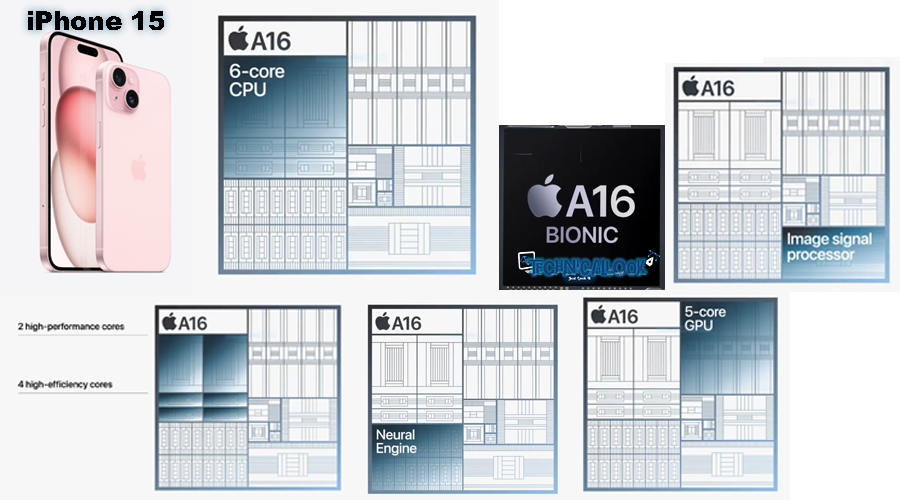 iPhone 15
A16
6-core
CPU
A16
BIONIC
TECHNICALLOOK
A16
Image signal
processor
2 high-performance cores
4 high-efficiency cores
A16
A16
Neural
Engine
A16
5-core
GPU